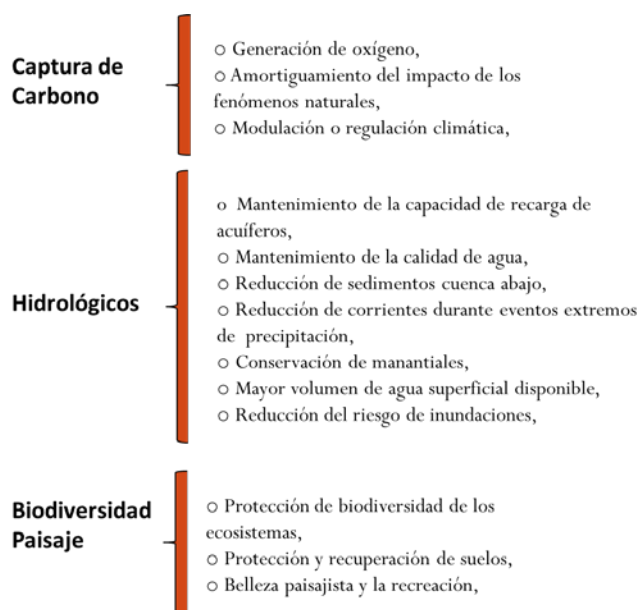 Captura de
Carbono
○ Generación de oxígeno,
○ Amortiguamiento del impacto de los
fenómenos naturales,
○ Modulación o regulación climática,
Hidrológicos
o Mantenimiento de la capacidad de recarga de
acuíferos,
○ Mantenimiento de la calidad de agua,
○ Reducción de sedimentos cuenca abajo,
○ Reducción de corrientes durante eventos extremos
de precipitación,
○ Conservación de manantiales,
○ Mayor volumen de agua superficial disponible,
○ Reducción del riesgo de inundaciones,
Biodiversidad
Paisaje
○ Protección de biodiversidad de los
ecosistemas,
○ Protección y recuperación de suelos,
○ Belleza paisajista y la recreación,